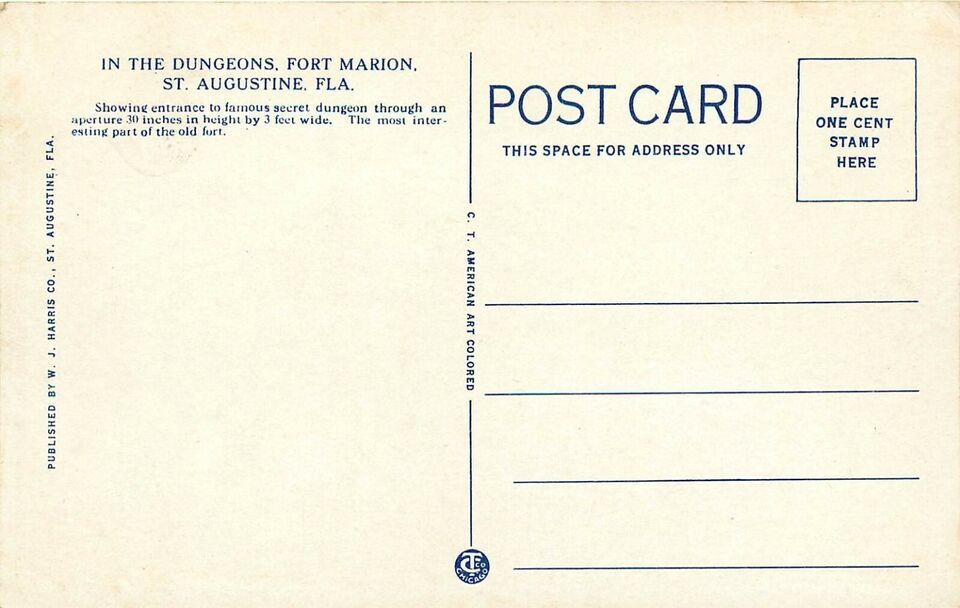 IN THE DUNGEONS, FORT MARION,
ST. AUGUSTINE, FLA.
Showing entrance to famous secret dungeon through an
aperture 30 inches in height by 3 feet wide. The most inter-
esting part of the old fort.
PUBLISHED BY W. J. HARRIS CO., ST. AUGUSTINE, FLA.
C. T. AMERICAN ART COLORED
POST CARD
THIS SPACE FOR ADDRESS ONLY
PLACE
ONE CENT
STAMP
HERE
CT CO
CHICAGO